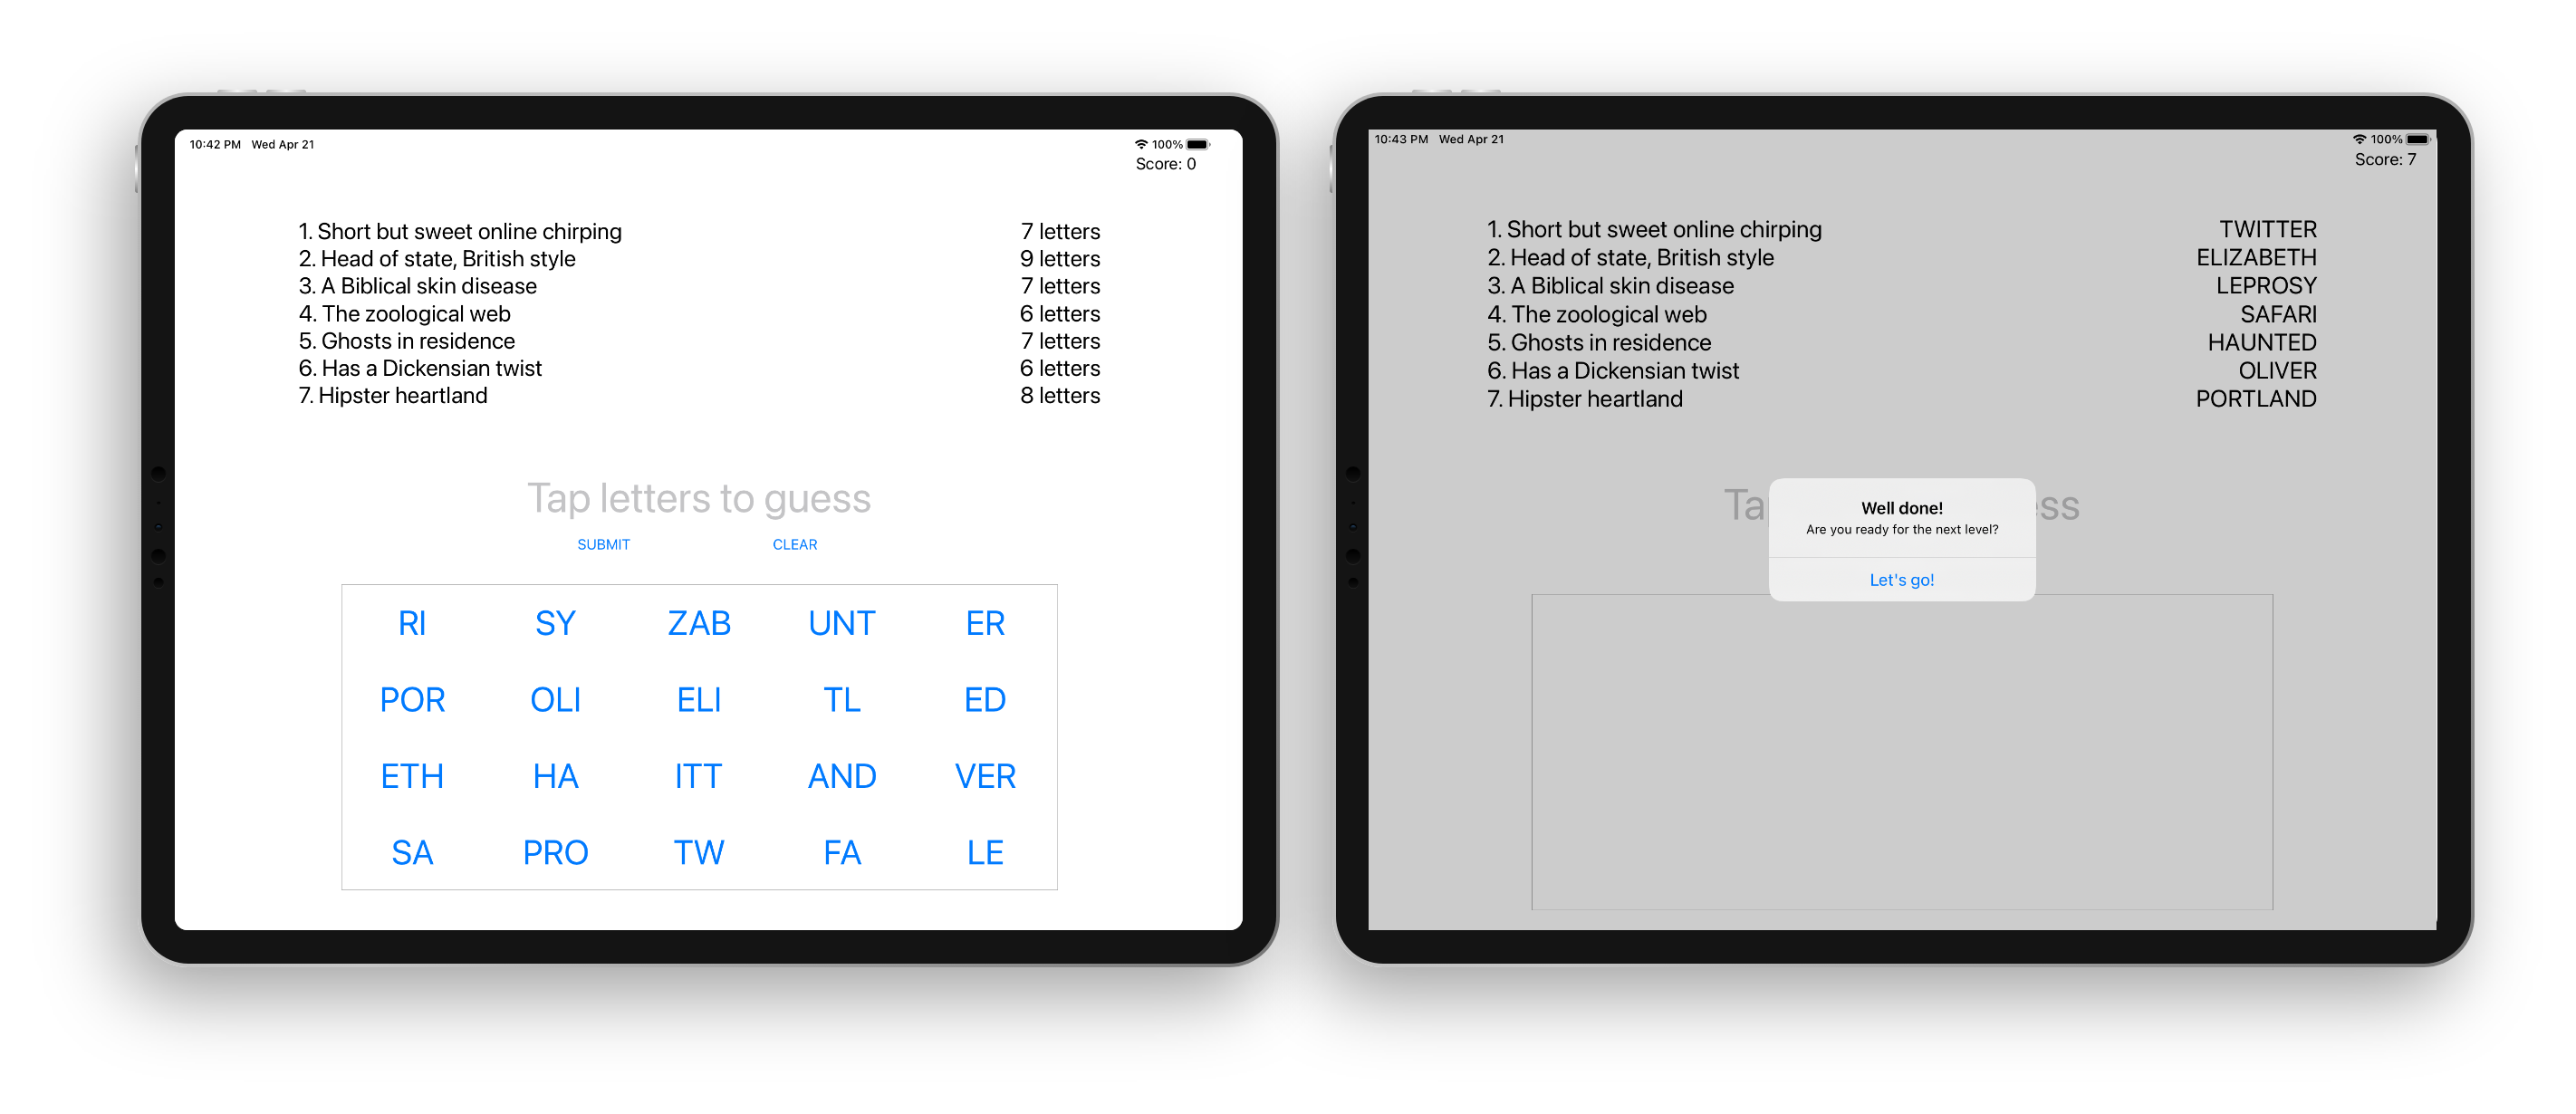 10:42 PM Wed Apr 21 100%
Score: 0
1. Short but sweet online chirping 7 letters
2. Head of state, British style 9 letters
3. A Biblical skin disease 7 letters
4. The zoological web 6 letters
5. Ghosts in residence 7 letters
6. Has a Dickensian twist 6 letters
7. Hipster heartland 8 letters
Tap letters to guess
SUBMIT CLEAR
RI SY ZAB UNT ER
POR OLI ELI TL ED
ETH HA ITT AND VER
SA PRO TW FA LE
10:43 PM Wed Apr 21 100%
Score: 7
1. Short but sweet online chirping TWITTER
2. Head of state, British style ELIZABETH
3. A Biblical skin disease LEPROSY
4. The zoological web SAFARI
5. Ghosts in residence HAUNTED
6. Has a Dickensian twist OLIVER
7. Hipster heartland PORTLAND
Ta ess
Well done!
Are you ready for the next level?
Let's go!